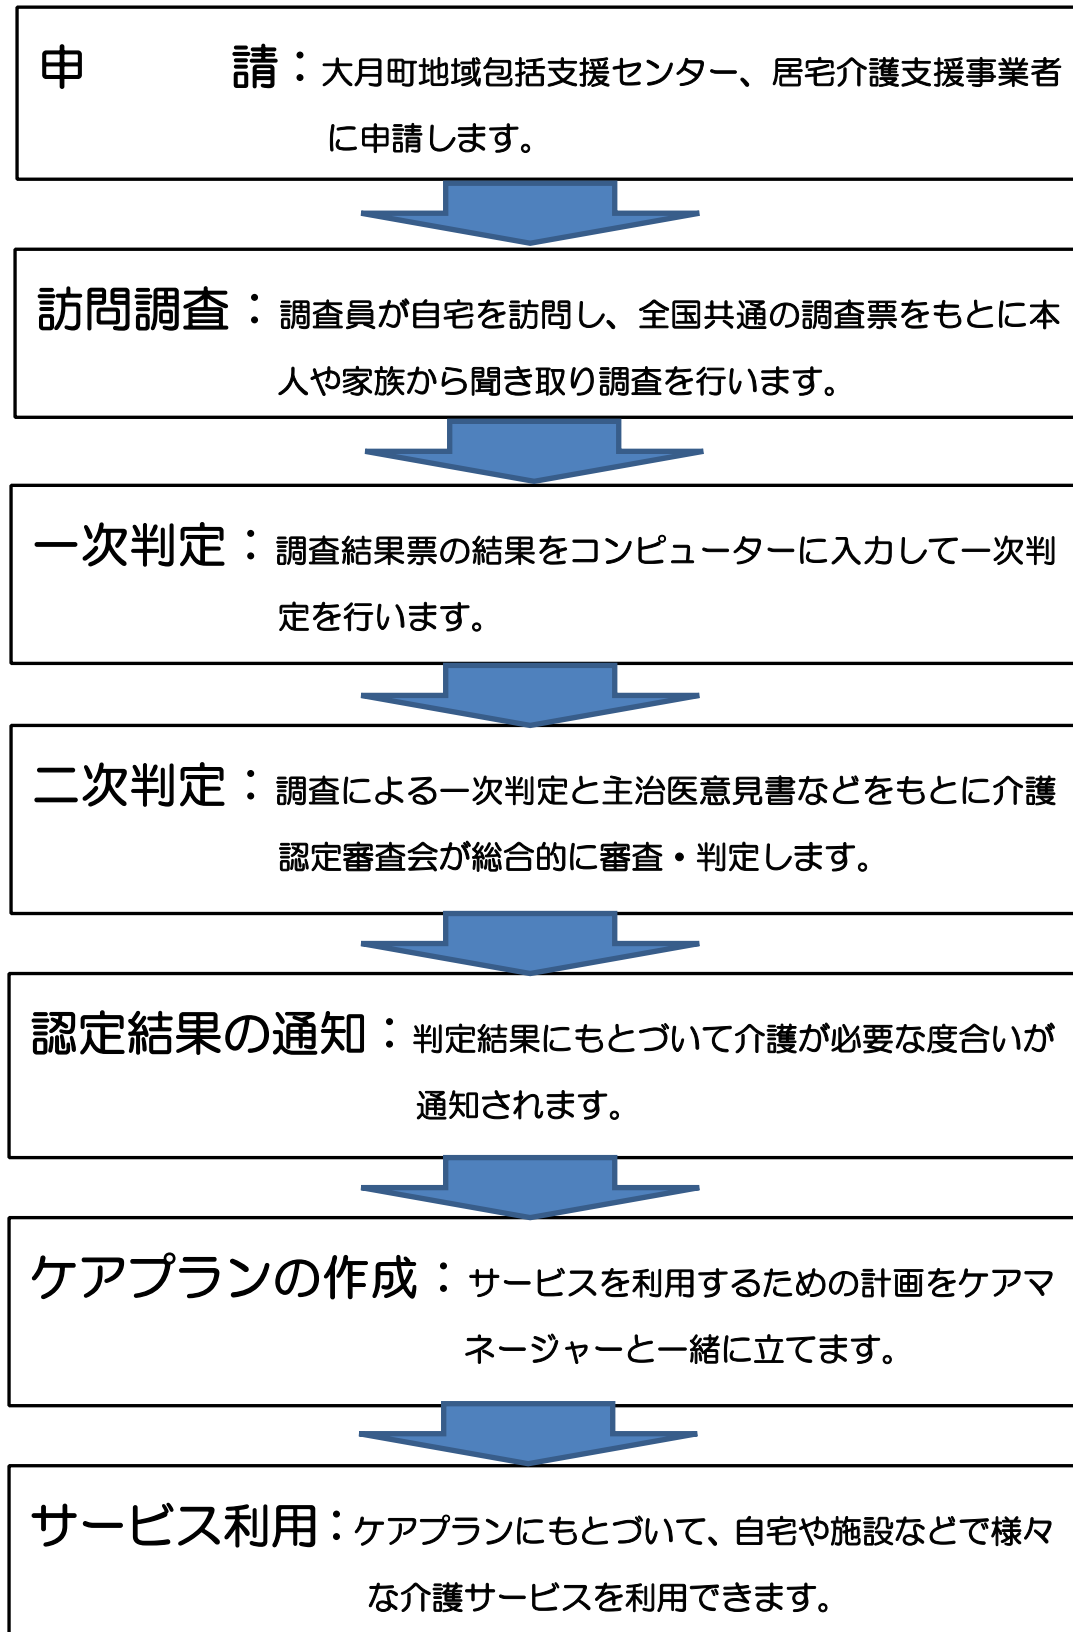 申　　　請：大月町地域包括支援センター、居宅介護支援事業者
に申請します。
訪問調査：調査員が自宅を訪問し、全国共通の調査票をもとに本
人や家族から聞き取り調査を行います。
一次判定：調査結果票の結果をコンピューターに入力して一次判
定を行います。
二次判定：調査による一次判定と主治医意見書などをもとに介護
認定審査会が総合的に審査・判定します。
認定結果の通知：判定結果にもとづいて介護が必要な度合いが
通知されます。
ケアプランの作成：サービスを利用するための計画をケアマ
ネージャーと一緒に立てます。
サービス利用：ケアプランにもとづいて、自宅や施設などで様々
な介護サービスを利用できます。